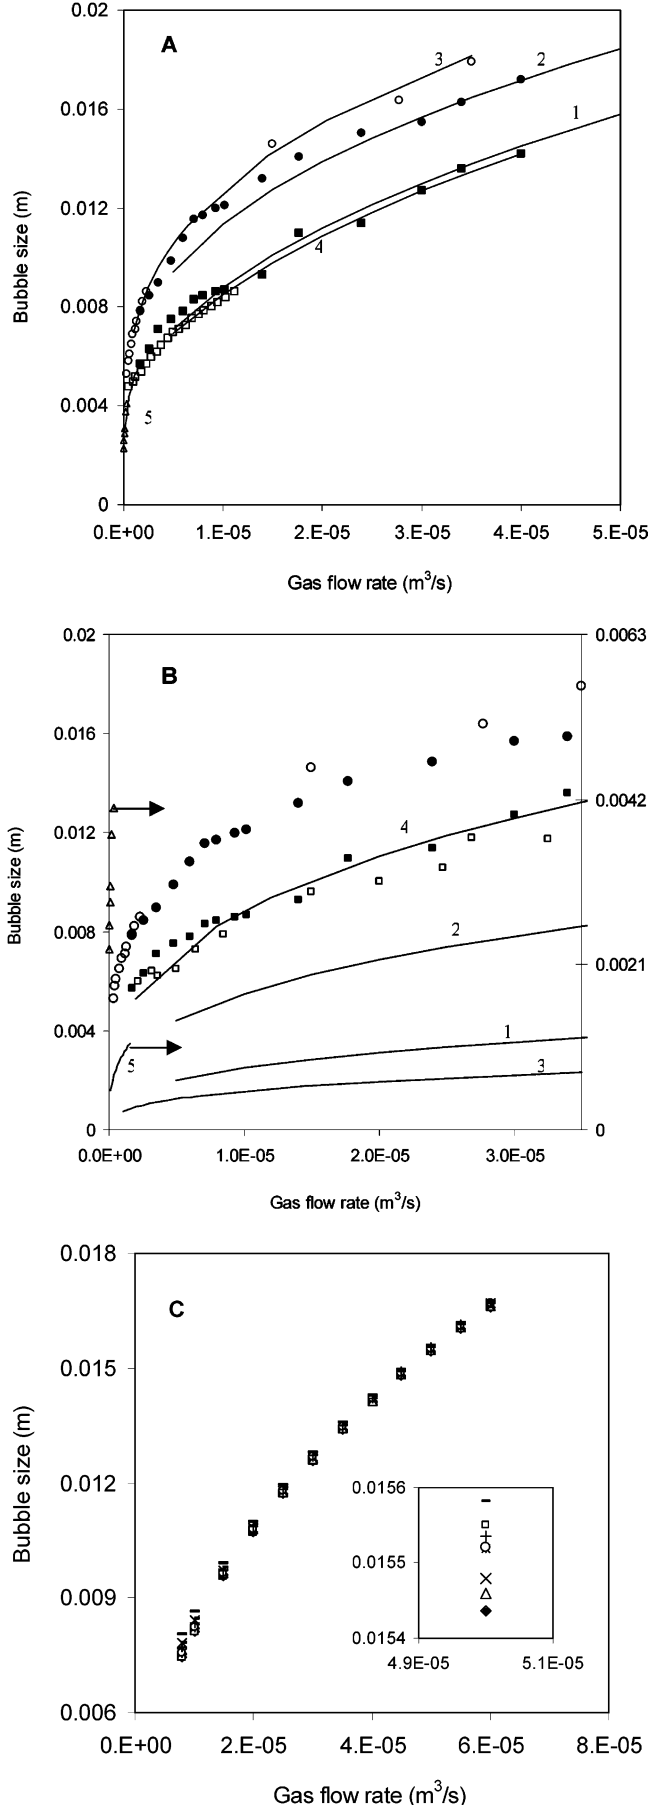 0.02
A
3
2
0.016
1
0.012
4
0.008
0.004
5
0
0.E+00 1.E-05 2.E-05 3.E-05 4.E-05 5.E-05
Bubble size (m)
Gas flow rate (m³/s)
0.02 0.0063
B
0.016
0.0042
4
0.012
2
0.008
0.0021
1
0.004
5 3
0 0
0.0E+00 1.0E-05 2.0E-05 3.0E-05
Bubble size (m)
Gas flow rate (m³/s)
0.018
C
0.015
0.012
0.0156
0.0155
0.009
0.0154
4.9E-05 5.1E-05
0.006
0.E+00 2.E-05 4.E-05 6.E-05 8.E-05
Bubble size (m)
Gas flow rate (m³/s)